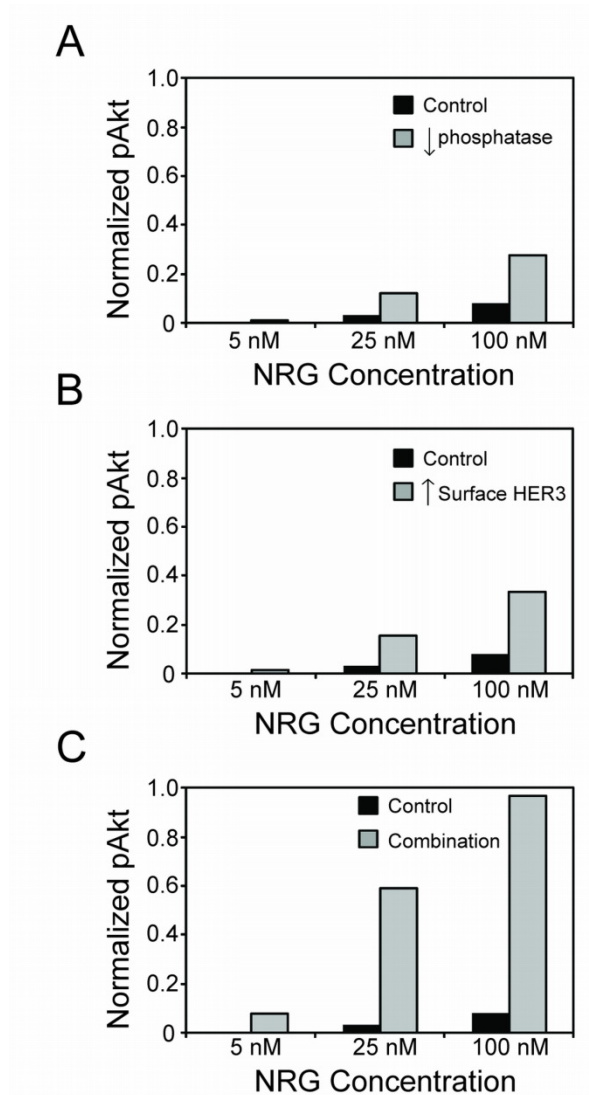 A
1.0
0.8
0.6
0.4
0.2
0
Normalized pAkt
Control
↓ phosphatase
5 nM 25 nM 100 nM
NRG Concentration
B
1.0
0.8
0.6
0.4
0.2
0
Normalized pAkt
Control
↑ Surface HER3
5 nM 25 nM 100 nM
NRG Concentration
C
1.0
0.8
0.6
0.4
0.2
0
Normalized pAkt
Control
Combination
5 nM 25 nM 100 nM
NRG Concentration